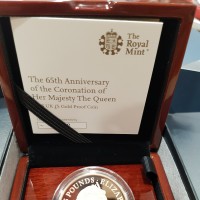 The
Royal
Mint®
The 65th Anniversary
of the Coronation of
Her Majesty The Queen
UK £5 Gold Proof Coin
POUNDS · ELIZAB